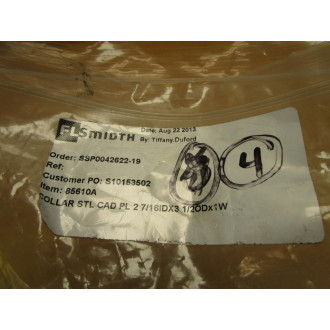 FLSMIDTH
Date: Aug 22 2013
By: Tiffany.Duford
Order: SSP0042622-19
Ref:
Customer PO: S10153502
Item: 85610A
COLLAR STL CAD PL 2 7/16IDX3 1/2ODx1W
4